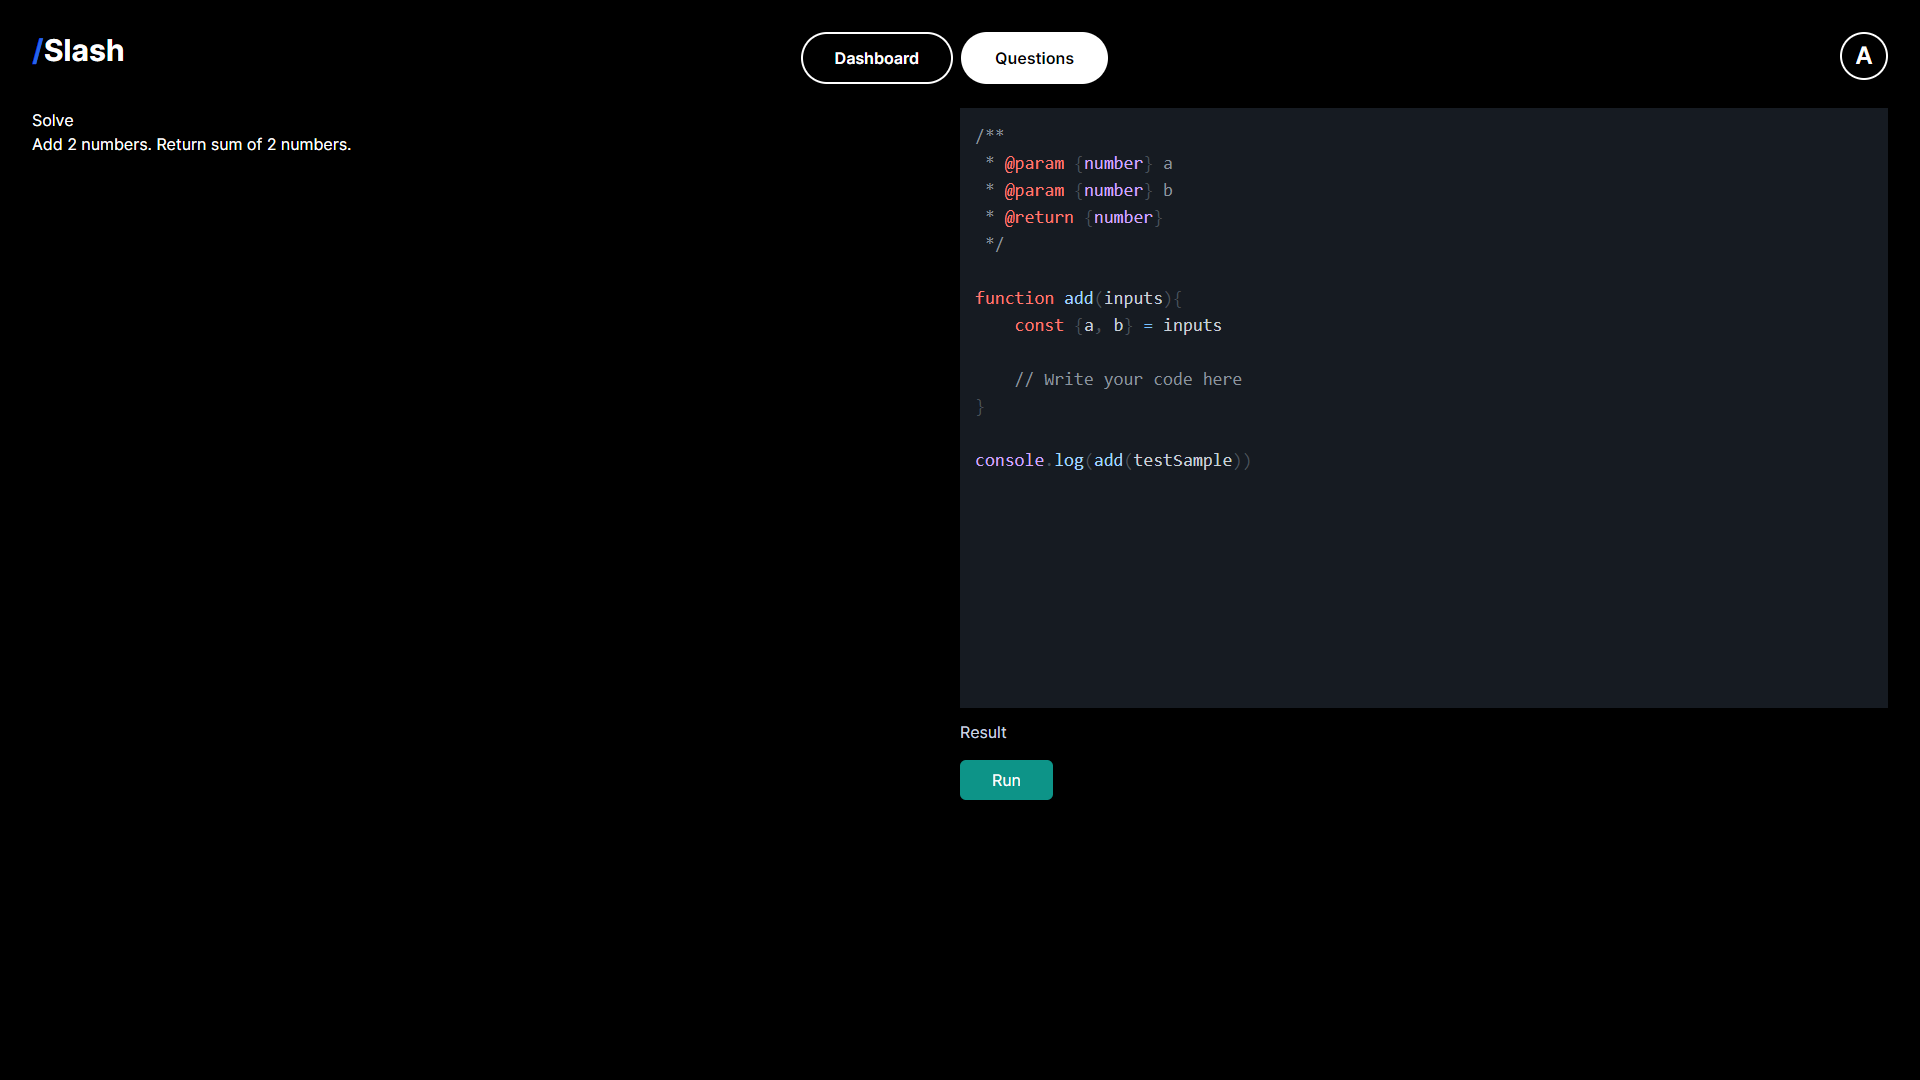 /Slash
Dashboard
Questions
A
Solve
Add 2 numbers. Return sum of 2 numbers.
/**
 * @param {number} a
 * @param {number} b
 * @return {number}
 */
function add(inputs){
    const {a, b} = inputs
    // Write your code here
}
console.log(add(testSample))
Result
Run